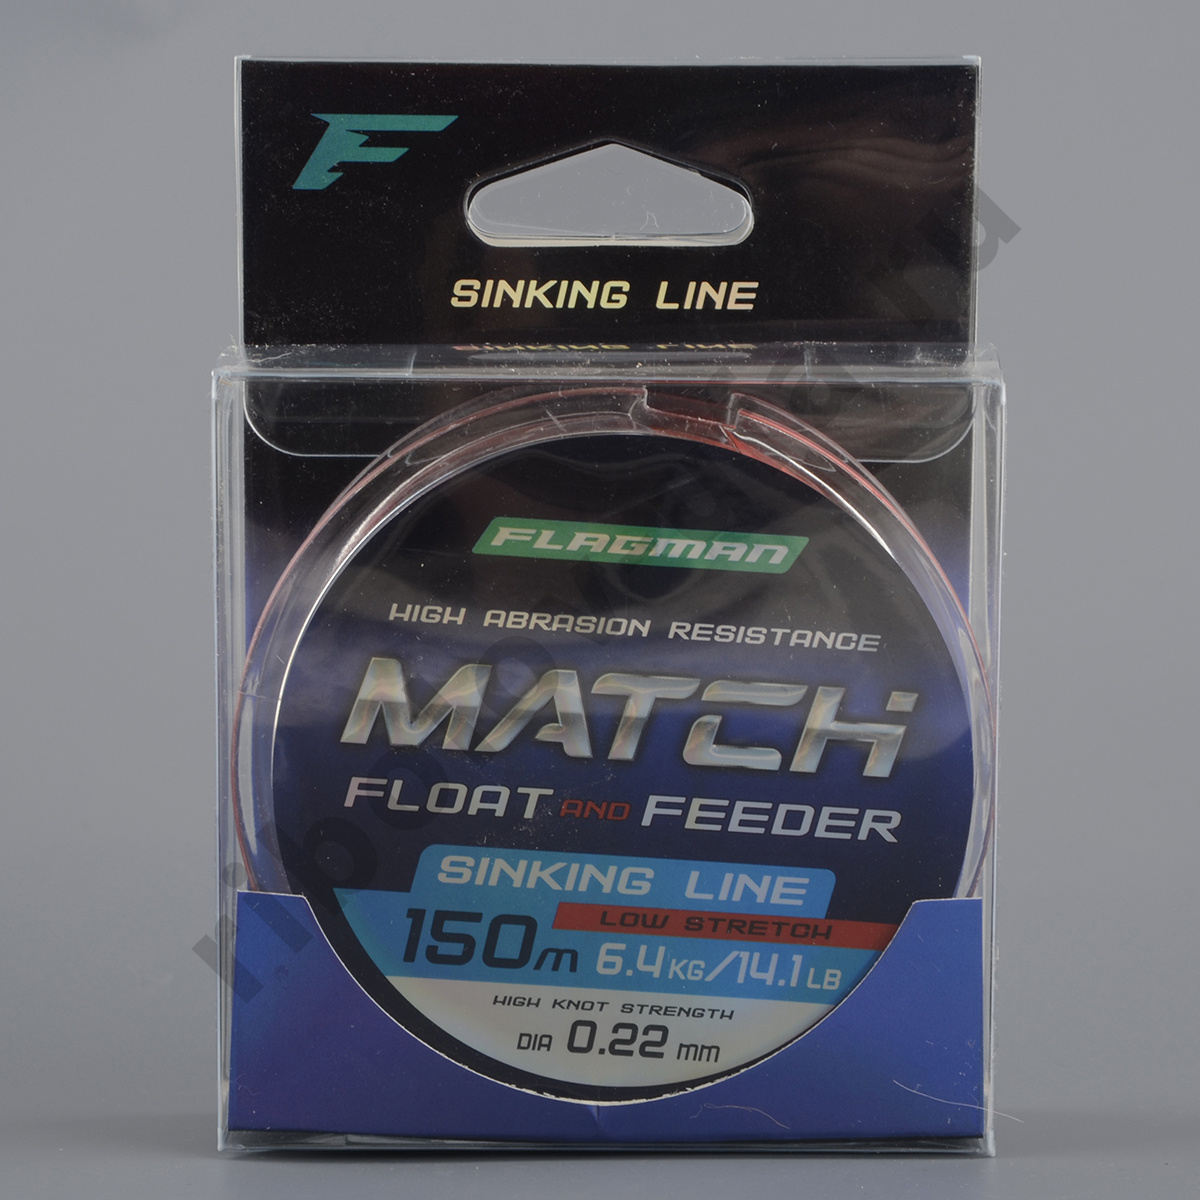 SINKING LINE
FLAGMAN
HIGH ABRASION RESISTANCE
MATCH
FLOAT AND FEEDER
SINKING LINE
LOW STRETCH
150m 6.4KG/14.1LB
HIGH KNOT STRENGTH
DIA 0.22 mm